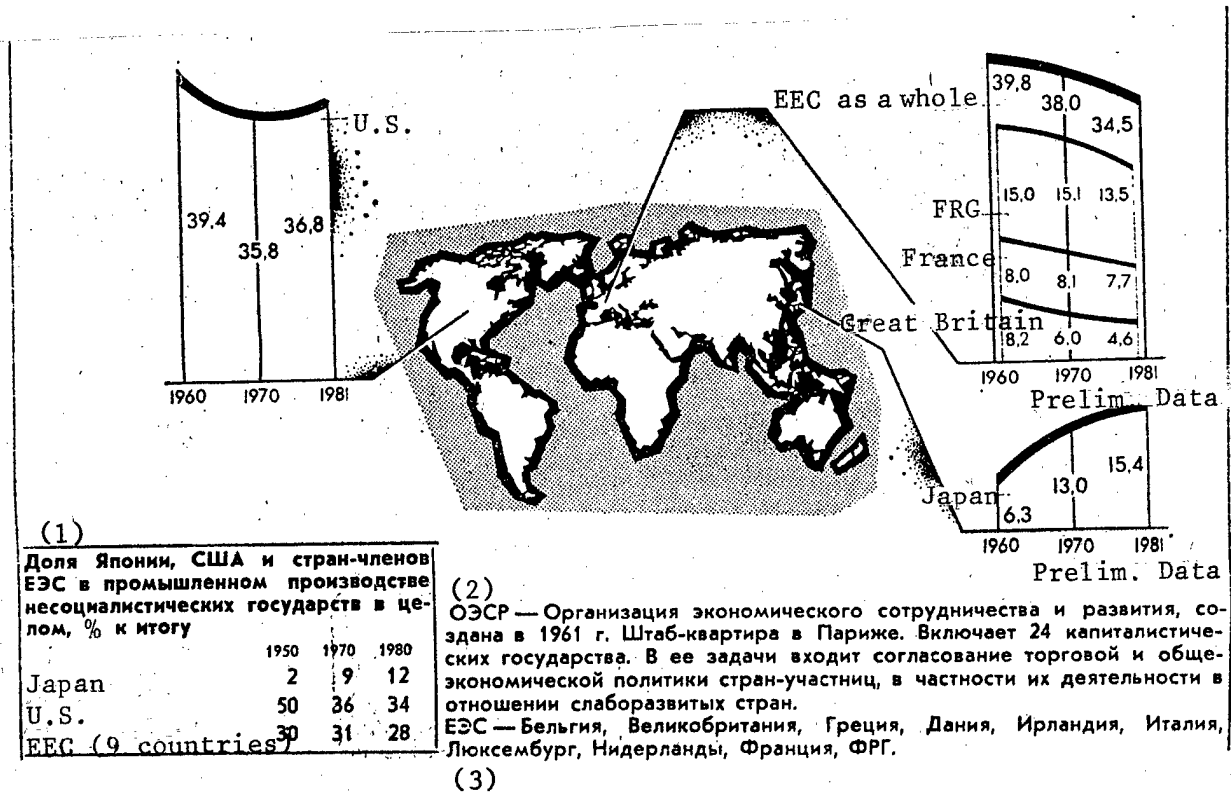 U.S.
39.4
35,8
36,8
1960 1970 1981
EEC as a whole
39,8
38,0
34,5
FRG
15,0 15,1 13,5
France
8,0 8,1 7,7
Great Britain
8,2 6,0 4,6
1960 1970 1981
Prelim. Data
Japan
6,3
13,0
15,4
1960 1970 1981
Prelim. Data
(1)
Доля Японии, США и стран-членов
ЕЭС в промышленном производстве
несоциалистических государств в це-
лом, % к итогу
1950 1970 1980
Japan 2 9 12
U.S. 50 36 34
EEC (9 countries) 30 31 28
(2)
ОЭСР — Организация экономического сотрудничества и развития, со-
здана в 1961 г. Штаб-квартира в Париже. Включает 24 капиталистиче-
ских государства. В ее задачи входит согласование торговой и обще-
экономической политики стран-участниц, в частности их деятельности в
отношении слаборазвитых стран.
ЕЭС — Бельгия, Великобритания, Греция, Дания, Ирландия, Италия,
Люксембург, Нидерланды, Франция, ФРГ.
(3)